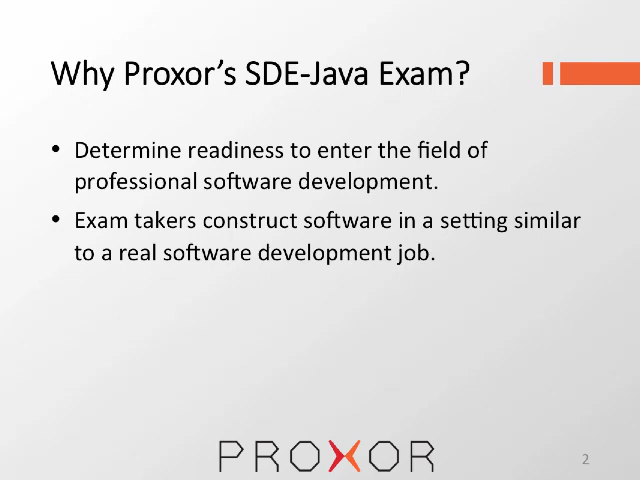 Why Proxor's SDE-Java Exam?
• Determine readiness to enter the field of
professional software development.
• Exam takers construct software in a setting similar
to a real software development job.
PROXOR
2